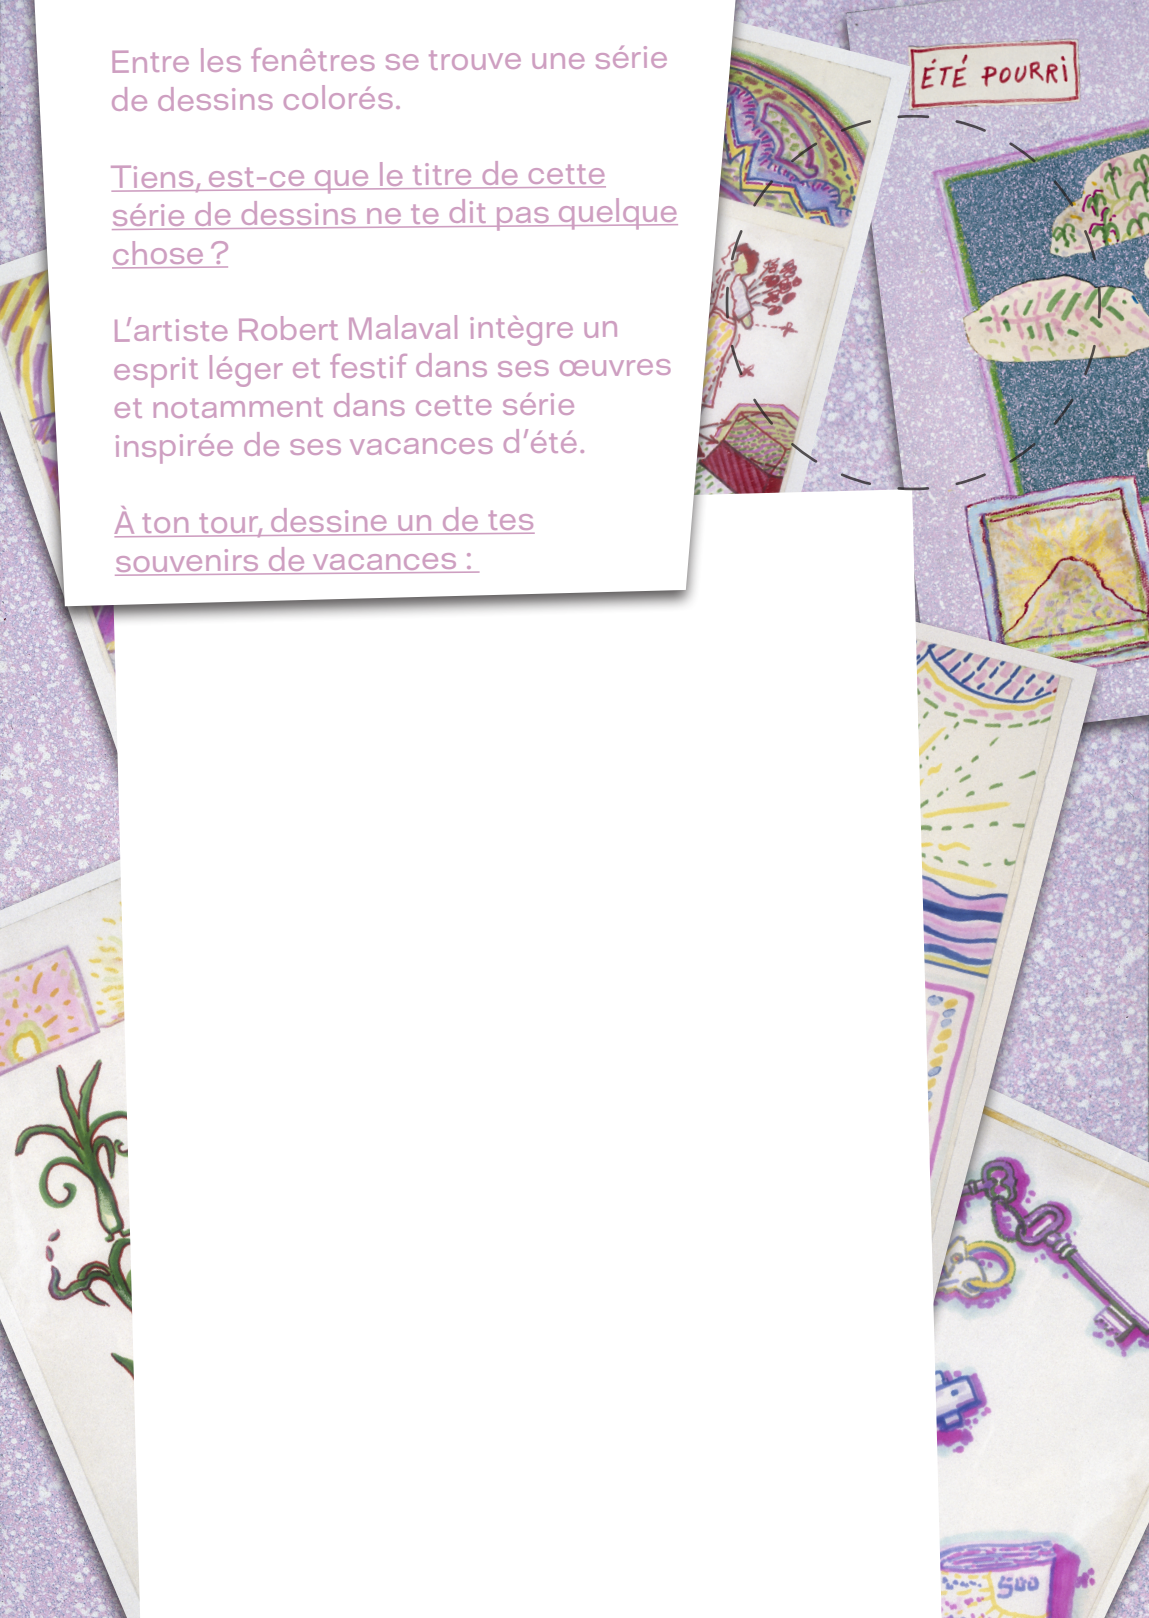 Entre les fenêtres se trouve une série
de dessins colorés.
Tiens, est-ce que le titre de cette
série de dessins ne te dit pas quelque
chose ?
L’artiste Robert Malaval intègre un
esprit léger et festif dans ses œuvres
et notamment dans cette série
inspirée de ses vacances d’été.
À ton tour, dessine un de tes
souvenirs de vacances :
ÉTÉ POURRI
500